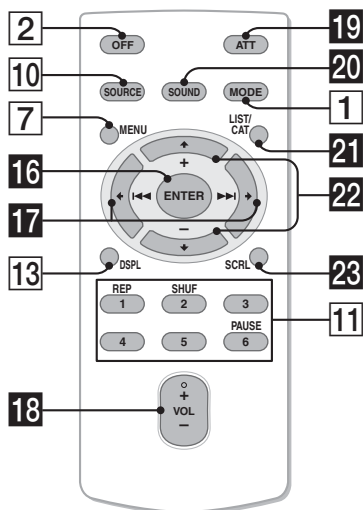 2 OFF ATT 19
10 SOURCE SOUND 20 MODE 1
7 MENU LIST/
CAT 21
16 + 22
17 ENTER
−
13 DSPL SCRL 23
REP SHUF
1 2 3 11
PAUSE
4 5 6
18 +
VOL
−